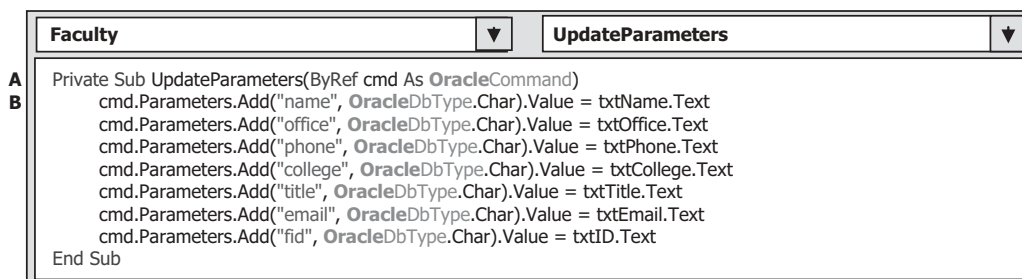 Faculty UpdateParameters
A Private Sub UpdateParameters(ByRef cmd As OracleCommand)
B cmd.Parameters.Add("name", OracleDbType.Char).Value = txtName.Text
cmd.Parameters.Add("office", OracleDbType.Char).Value = txtOffice.Text
cmd.Parameters.Add("phone", OracleDbType.Char).Value = txtPhone.Text
cmd.Parameters.Add("college", OracleDbType.Char).Value = txtCollege.Text
cmd.Parameters.Add("title", OracleDbType.Char).Value = txtTitle.Text
cmd.Parameters.Add("email", OracleDbType.Char).Value = txtEmail.Text
cmd.Parameters.Add("fid", OracleDbType.Char).Value = txtID.Text
End Sub